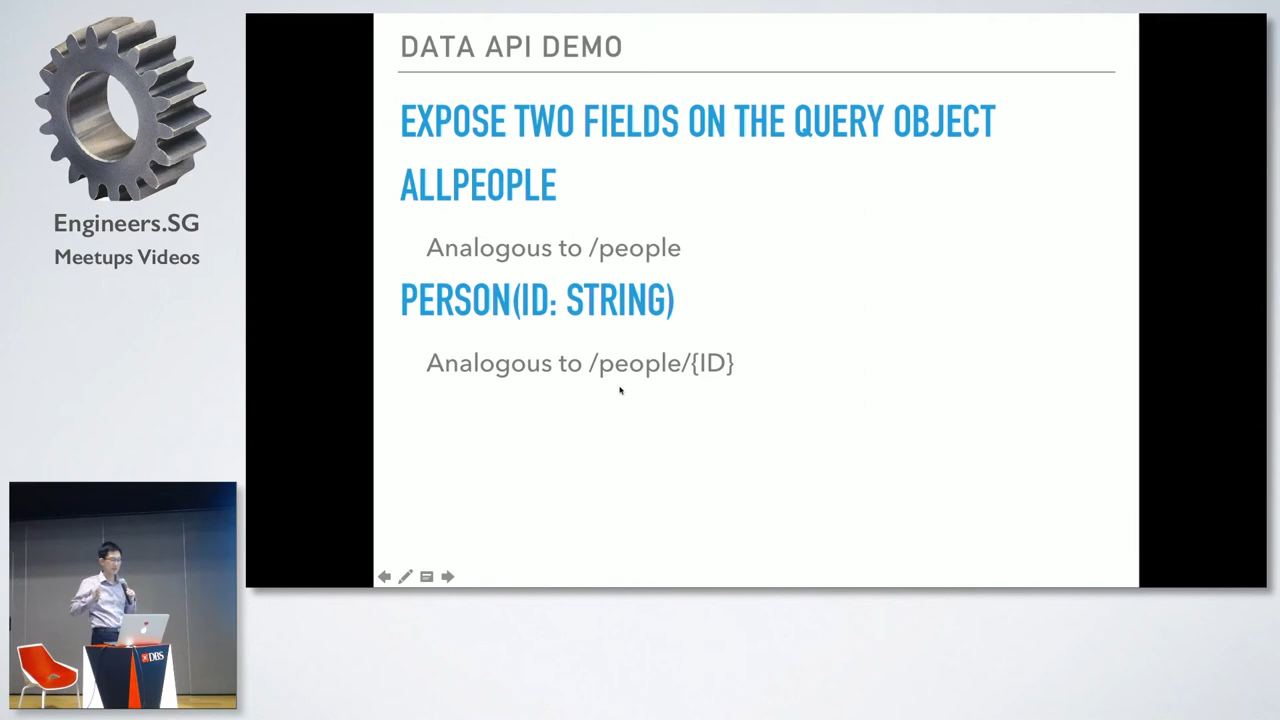 DATA API DEMO
EXPOSE TWO FIELDS ON THE QUERY OBJECT
ALLPEOPLE
Analogous to /people
PERSON(ID: STRING)
Analogous to /people/{ID}
Engineers.SG
Meetups Videos
DBS